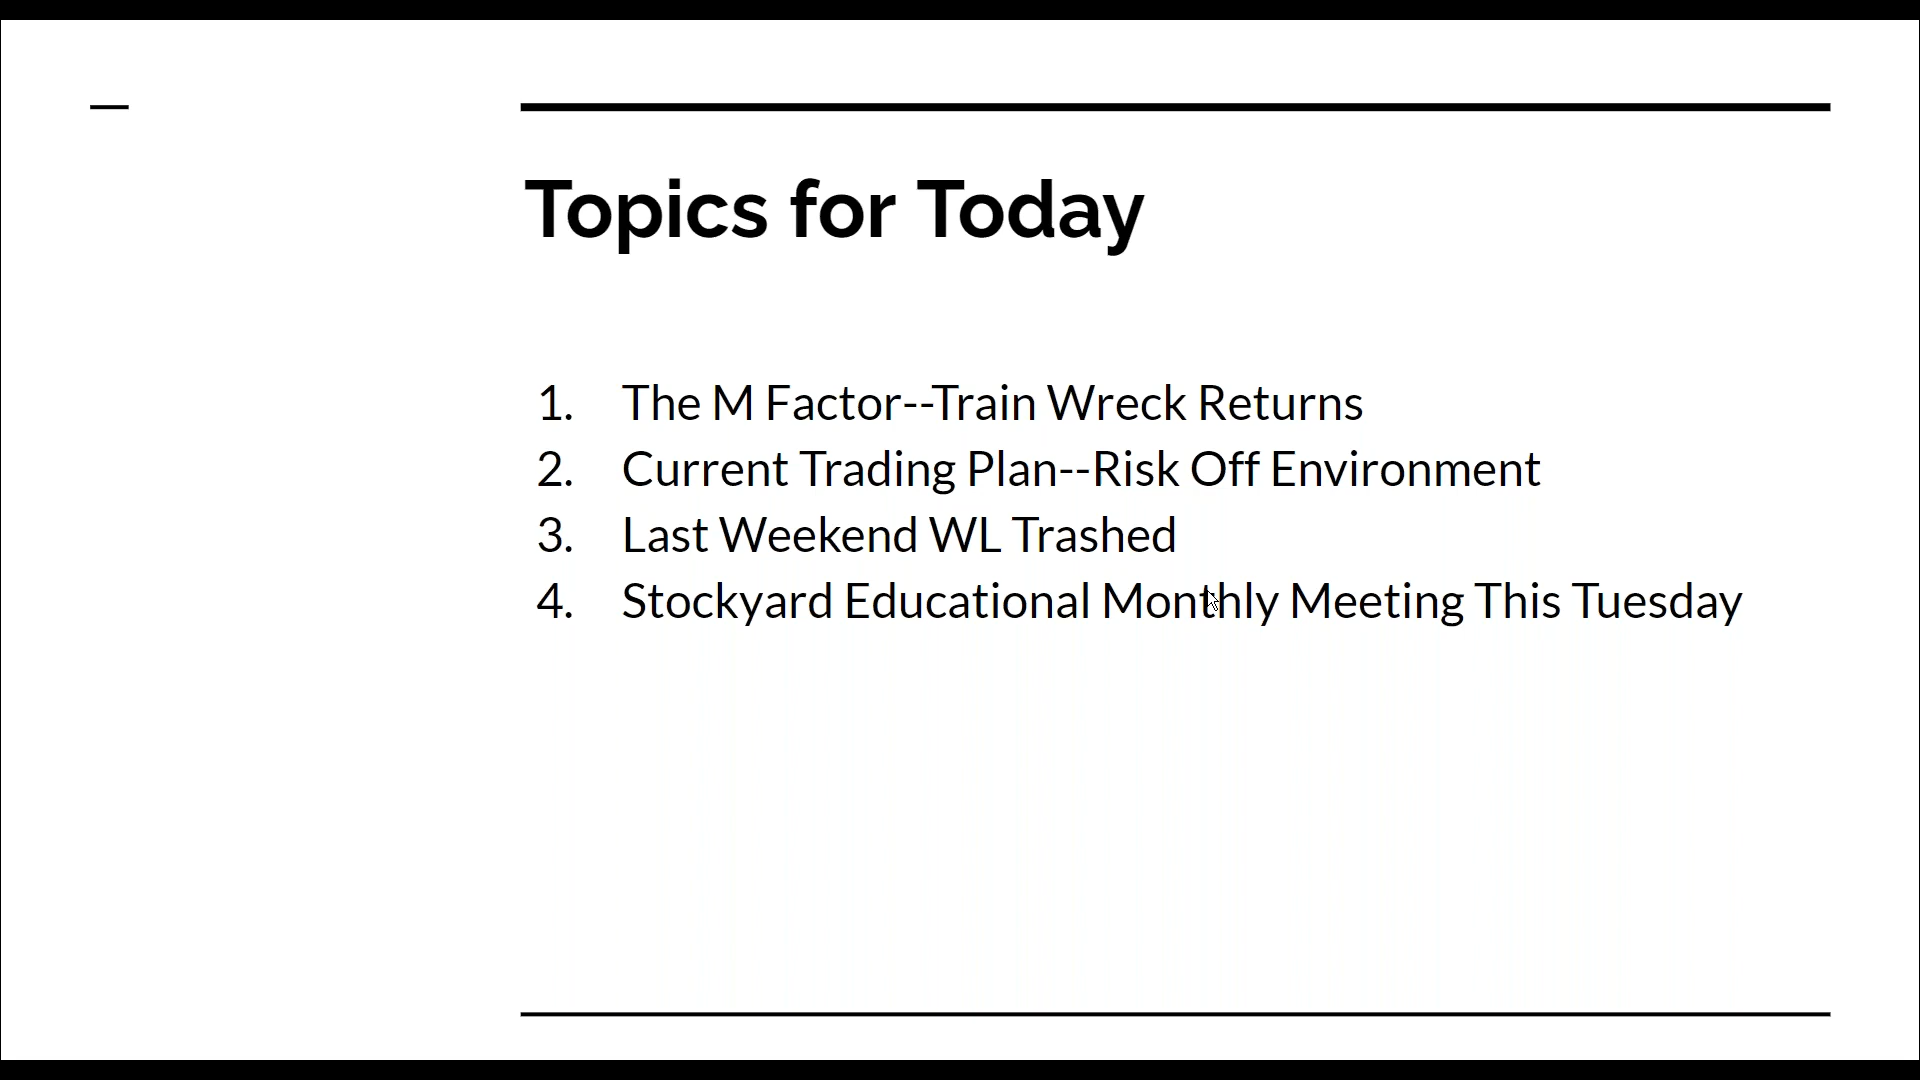 Topics for Today
1. The M Factor--Train Wreck Returns
2. Current Trading Plan--Risk Off Environment
3. Last Weekend WL Trashed
4. Stockyard Educational Monthly Meeting This Tuesday